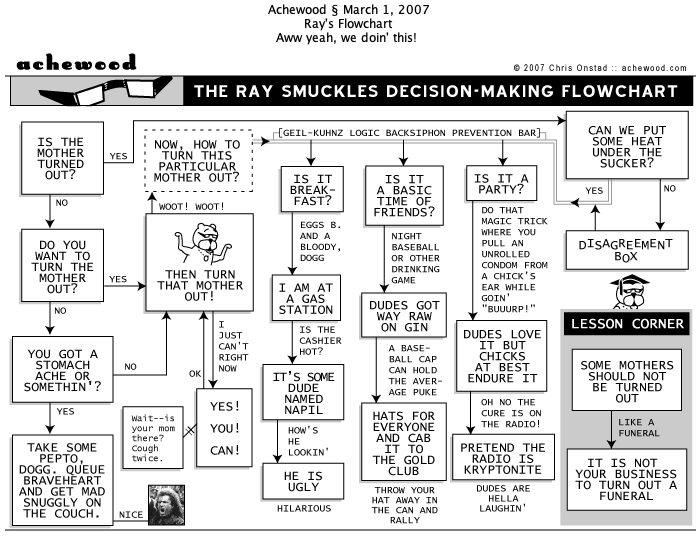 Achewood § March 1, 2007
Ray's Flowchart
Aww yeah, we doin' this!
achewood
© 2007 Chris Onstad :: achewood.com
THE RAY SMUCKLES DECISION-MAKING FLOWCHART
IS THE
MOTHER
TURNED
OUT?
YES
NO
NOW, HOW TO
TURN THIS
PARTICULAR
MOTHER OUT?
[GEIL-KUHNZ LOGIC BACKSIPHON PREVENTION BAR]
CAN WE PUT
SOME HEAT
UNDER THE
SUCKER?
YES
NO
DISAGREEMENT
BOX
DO YOU
WANT TO
TURN THE
MOTHER
OUT?
YES
NO
WOOT! WOOT!
THEN TURN
THAT MOTHER
OUT!
I
JUST
CAN'T
RIGHT
NOW
OK
YES!
YOU!
CAN!
Wait--is
your mom
there?
Cough
twice.
YOU GOT A
STOMACH
ACHE OR
SOMETHIN'?
NO
YES
TAKE SOME
PEPTO,
DOGG. QUEUE
BRAVEHEART
AND GET MAD
SNUGGLY ON
THE COUCH.
NICE
IS IT
BREAK-
FAST?
EGGS B.
AND A
BLOODY,
DOGG
I AM AT
A GAS
STATION
IS THE
CASHIER
HOT?
IT'S SOME
DUDE
NAMED
NAPIL
HOW'S
HE
LOOKIN'
HE IS
UGLY
HILARIOUS
IS IT
A BASIC
TIME OF
FRIENDS?
NIGHT
BASEBALL
OR OTHER
DRINKING
GAME
DUDES GOT
WAY RAW
ON GIN
A BASE-
BALL CAP
CAN HOLD
THE AVER-
AGE PUKE
HATS FOR
EVERYONE
AND CAB
IT TO
THE GOLD
CLUB
THROW YOUR
HAT AWAY IN
THE CAN AND
RALLY
IS IT A
PARTY?
DO THAT
MAGIC TRICK
WHERE YOU
PULL AN
UNROLLED
CONDOM FROM
A CHICK'S
EAR WHILE
GOIN'
"BUUURP!"
DUDES LOVE
IT BUT
CHICKS
AT BEST
ENDURE IT
OH NO THE
CURE IS ON
THE RADIO!
PRETEND THE
RADIO IS
KRYPTONITE
DUDES ARE
HELLA
LAUGHIN'
LESSON CORNER
SOME MOTHERS
SHOULD NOT
BE TURNED
OUT
LIKE A
FUNERAL
IT IS NOT
YOUR BUSINESS
TO TURN OUT A
FUNERAL